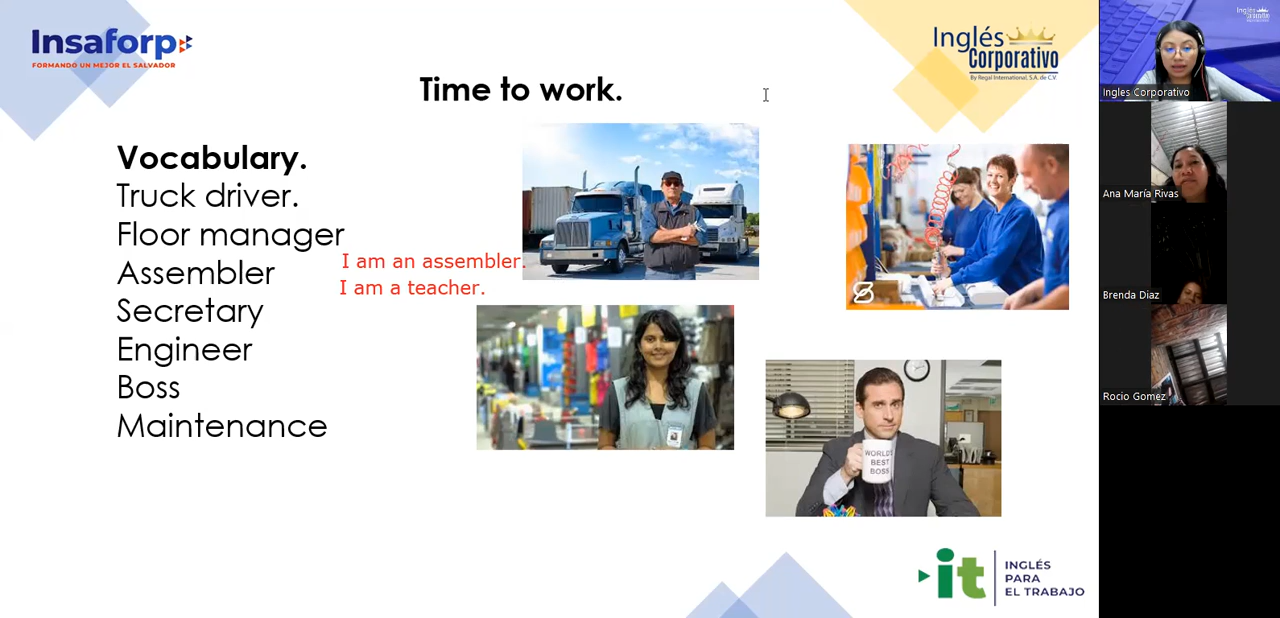 Insaforp
FORMANDO UN MEJOR EL SALVADOR
Time to work.
Inglés
Corporativo
By Regal International, S.A. de C.V.
Vocabulary.
Truck driver.
Floor manager
Assembler
Secretary
Engineer
Boss
Maintenance
I am an assembler.
I am a teacher.
WORLD'S
BEST
BOSS
it
INGLÉS
PARA
EL TRABAJO
Ingles Corporativo
Ana María Rivas
Brenda Diaz
Rocio Gomez